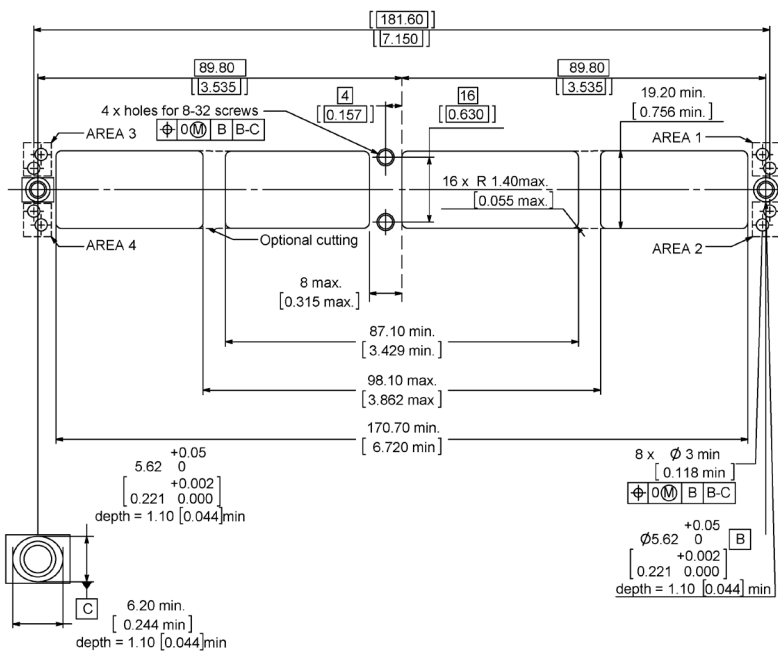 181.60
[7.150]
89.80
[3.535]
89.80
[3.535]
4
[0.157]
16
[0.630]
19.20 min.
[0.756 min.]
4 x holes for 8-32 screws
⌖ 0Ⓜ B B-C
AREA 3
AREA 1
16 x R 1.40max.
[0.055 max.]
AREA 4
Optional cutting
AREA 2
8 max.
[0.315 max.]
87.10 min.
[3.429 min.]
98.10 max.
[3.862 max]
170.70 min.
[6.720 min]
+0.05
5.62 0
+0.002
[0.221 0.000]
depth = 1.10 [0.044]min
8 x Ø 3 min
[0.118 min]
⌖ 0Ⓜ B B-C
+0.05
Ø5.62 0 B
+0.002
[0.221 0.000]
depth = 1.10 [0.044] min
C
6.20 min.
[0.244 min]
depth = 1.10 [0.044]min